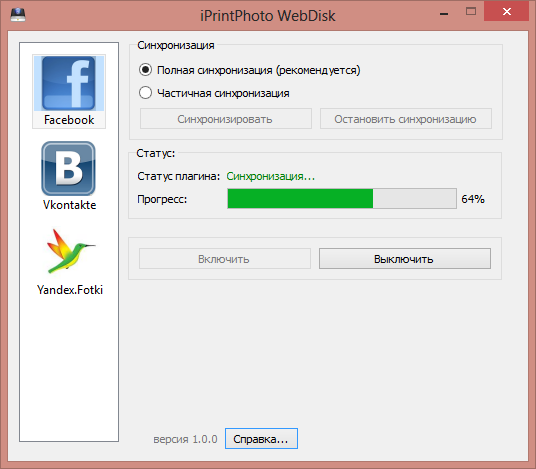 iPrintPhoto WebDisk
Facebook
Vkontakte
Yandex.Fotki
Синхронизация
Полная синхронизация (рекомендуется)
Частичная синхронизация
Синхронизировать Остановить синхронизацию
Статус:
Статус плагина: Синхронизация...
Прогресс: 64%
Включить Выключить
версия 1.0.0 Справка...